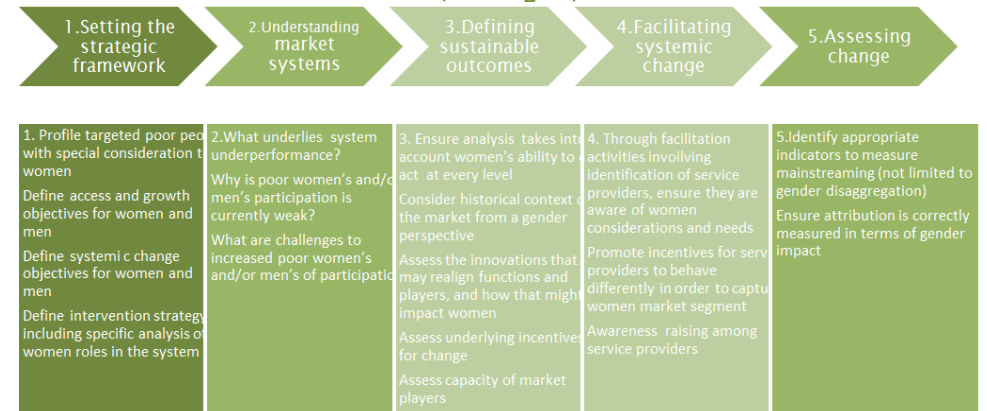 1.Setting the
strategic
framework
2.Understanding
market
systems
3.Defining
sustainable
outcomes
4.Facilitating
systemic
change
5.Assessing
change
1. Profile targeted poor peo
with special consideration t
women
Define access and growth
objectives for women and
men
Define systemi c change
objectives for women and
men
Define intervention strategy
including specific analysis of
women roles in the system
2.What underlies system
underperformance?
Why is poor women's and/o
men's participation is
currently weak?
What are challenges to
increased poor women's
and/or men's of participatio
3. Ensure analysis takes into
account women's ability to
act at every level
Consider historical context o
the market from a gender
perspective
Assess the innovations that
may realign functions and
players, and how that might
impact women
Assess underlying incentives
for change
Assess capacity of market
players
4. Through facilitation
activities invoilving
identification of service
providers, ensure they are
aware of women
considerations and needs
Promote incentives for serv
providers to behave
differently in order to captu
women market segment
Awareness raising among
service providers
5.Identify appropriate
indicators to measure
mainstreaming (not limited to
gender disaggregation)
Ensure attribution is correctly
measured in terms of gender
impact